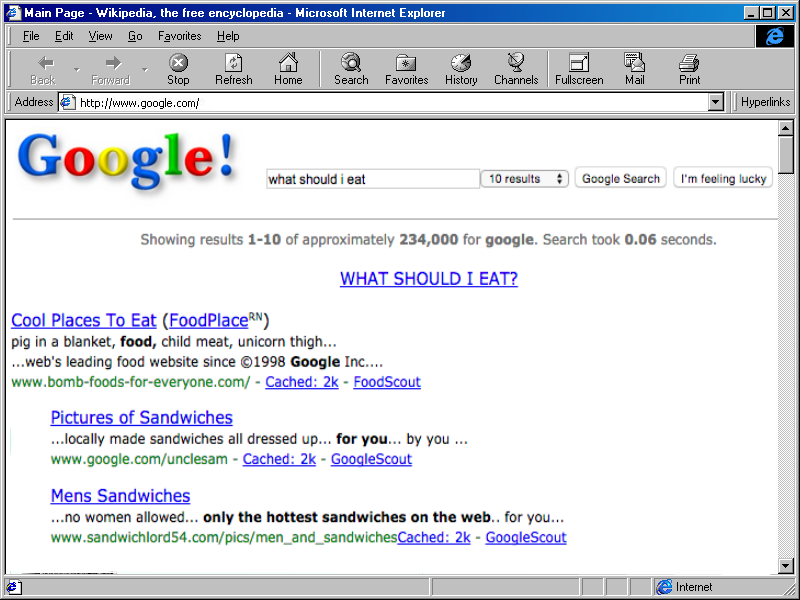 Main Page - Wikipedia, the free encyclopedia - Microsoft Internet Explorer
File Edit View Go Favorites Help
Back Forward Stop Refresh Home Search Favorites History Channels Fullscreen Mail Print
Address http://www.google.com/ Hyperlinks
Google!
what should i eat 10 results Google Search I'm feeling lucky
Showing results 1-10 of approximately 234,000 for google. Search took 0.06 seconds.
WHAT SHOULD I EAT?
Cool Places To Eat (FoodPlaceRN)
pig in a blanket, food, child meat, unicorn thigh...
...web's leading food website since ©1998 Google Inc....
www.bomb-foods-for-everyone.com/ - Cached: 2k - FoodScout
Pictures of Sandwiches
...locally made sandwiches all dressed up... for you... by you ...
www.google.com/unclesam - Cached: 2k - GoogleScout
Mens Sandwiches
...no women allowed... only the hottest sandwiches on the web.. for you...
www.sandwichlord54.com/pics/men_and_sandwichesCached: 2k - GoogleScout
Internet